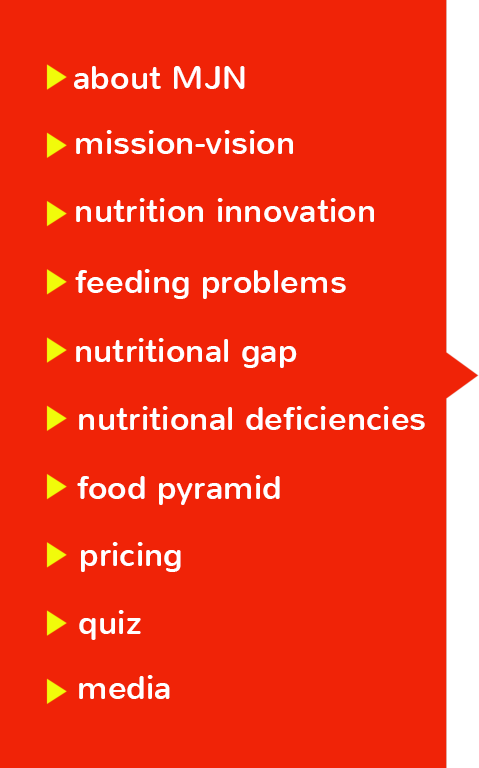 about MJN
mission-vision
nutrition innovation
feeding problems
nutritional gap
nutritional deficiencies
food pyramid
pricing
quiz
media